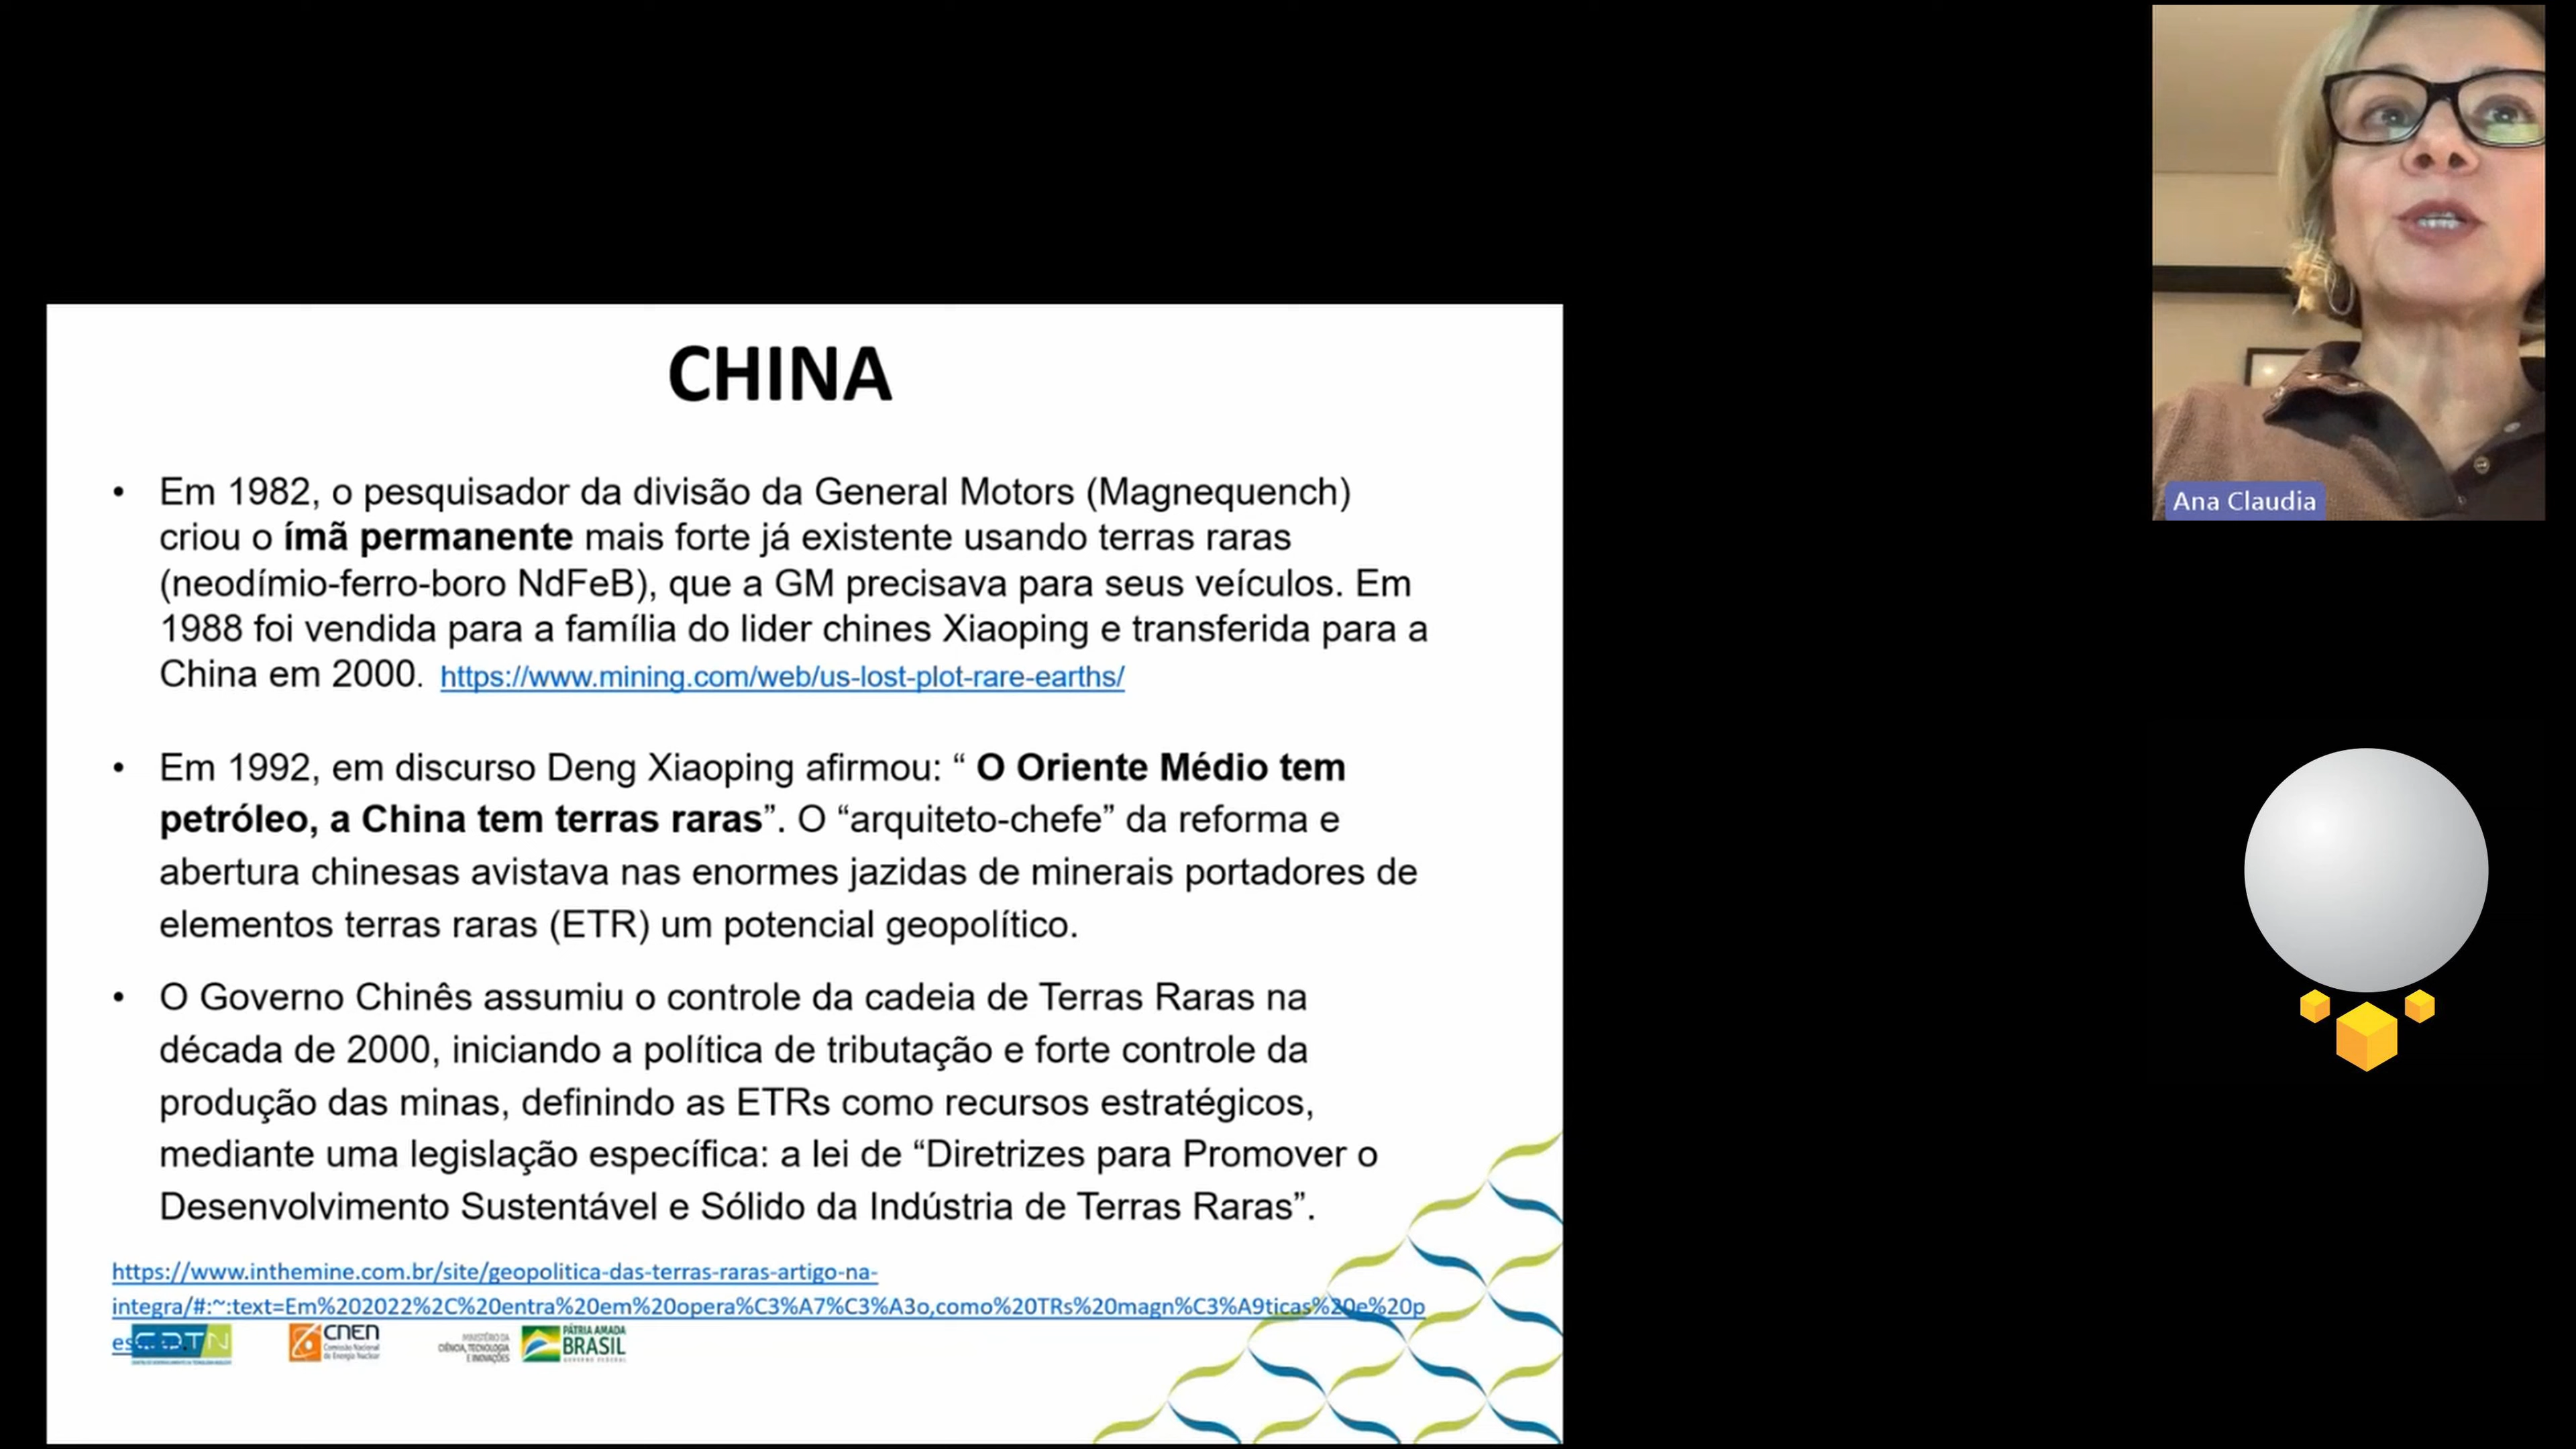 CHINA
• Em 1982, o pesquisador da divisão da General Motors (Magnequench)
criou o ímã permanente mais forte já existente usando terras raras
(neodímio-ferro-boro NdFeB), que a GM precisava para seus veículos. Em
1988 foi vendida para a família do lider chines Xiaoping e transferida para a
China em 2000. https://www.mining.com/web/us-lost-plot-rare-earths/
• Em 1992, em discurso Deng Xiaoping afirmou: “ O Oriente Médio tem
petróleo, a China tem terras raras”. O “arquiteto-chefe” da reforma e
abertura chinesas avistava nas enormes jazidas de minerais portadores de
elementos terras raras (ETR) um potencial geopolítico.
• O Governo Chinês assumiu o controle da cadeia de Terras Raras na
década de 2000, iniciando a política de tributação e forte controle da
produção das minas, definindo as ETRs como recursos estratégicos,
mediante uma legislação específica: a lei de “Diretrizes para Promover o
Desenvolvimento Sustentável e Sólido da Indústria de Terras Raras”.
https://www.inthemine.com.br/site/geopolitica-das-terras-raras-artigo-na-
integra/#:~:text=Em%202022%2C%20entra%20em%20opera%C3%A7%C3%A3o,como%20TRs%20magn%C3%A9ticas%20e%20p
es
CDTN
CNEN
Comissão Nacional
de Energia Nuclear
MINISTÉRIO DA
CIÊNCIA, TECNOLOGIA
E INOVAÇÕES
PÁTRIA AMADA
BRASIL
GOVERNO FEDERAL
Ana Claudia